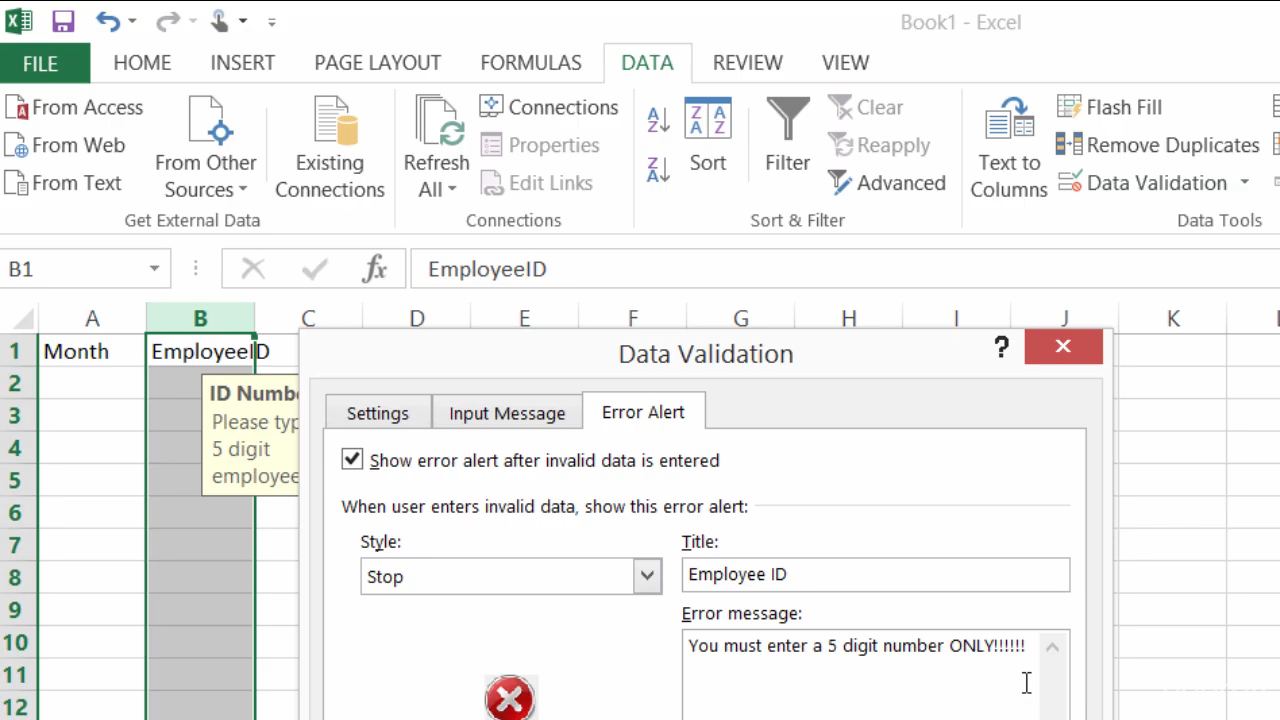 Book1 - Excel
FILE HOME INSERT PAGE LAYOUT FORMULAS DATA REVIEW VIEW
From Access
From Web
From Text
From Other
Sources
Existing
Connections
Get External Data
Refresh
All
Connections
Properties
Edit Links
Connections
Sort
Filter
Clear
Reapply
Advanced
Sort & Filter
Text to
Columns
Flash Fill
Remove Duplicates
Data Validation
Data Tools
B1 fx EmployeeID
A B C D E F G H I J K
1 Month EmployeeID
2
3
4
5
6
7
8
9
10
11
12
ID Numb
Please typ
5 digit
employee
Data Validation ?
Settings Input Message Error Alert
Show error alert after invalid data is entered
When user enters invalid data, show this error alert:
Style: Title:
Stop Employee ID
Error message:
You must enter a 5 digit number ONLY!!!!!!